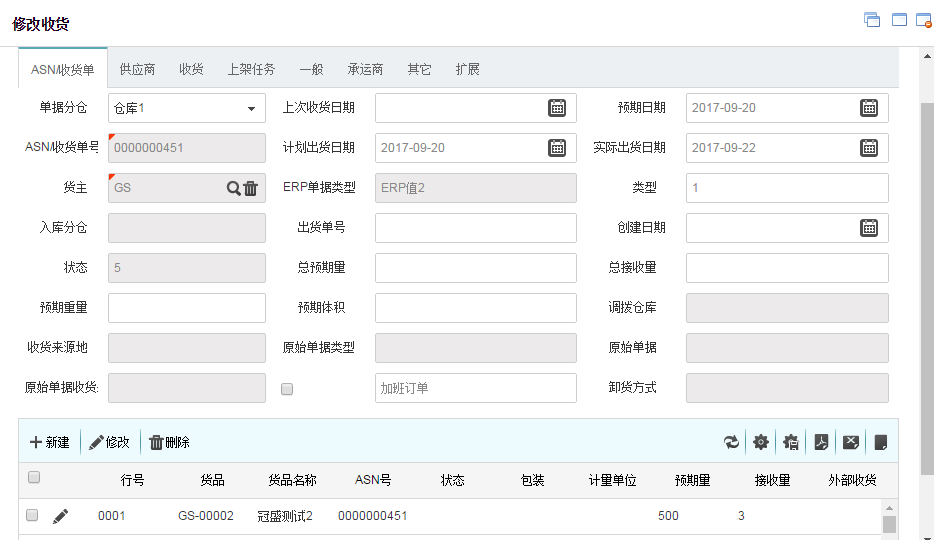 修改收货
ASN/收货单 供应商 收货 上架任务 一般 承运商 其它 扩展
单据分仓 仓库1 上次收货日期 预期日期 2017-09-20
ASN/收货单号 0000000451 计划出货日期 2017-09-20 实际出货日期 2017-09-22
货主 GS ERP单据类型 ERP值2 类型 1
入库分仓 出货单号 创建日期
状态 5 总预期量 总接收量
预期重量 预期体积 调拨仓库
收货来源地 原始单据类型 原始单据
原始单据收货 加班订单 卸货方式
新建 修改 删除
行号 货品 货品名称 ASN号 状态 包装 计量单位 预期量 接收量 外部收货
0001 GS-00002 冠盛测试2 0000000451 500 3